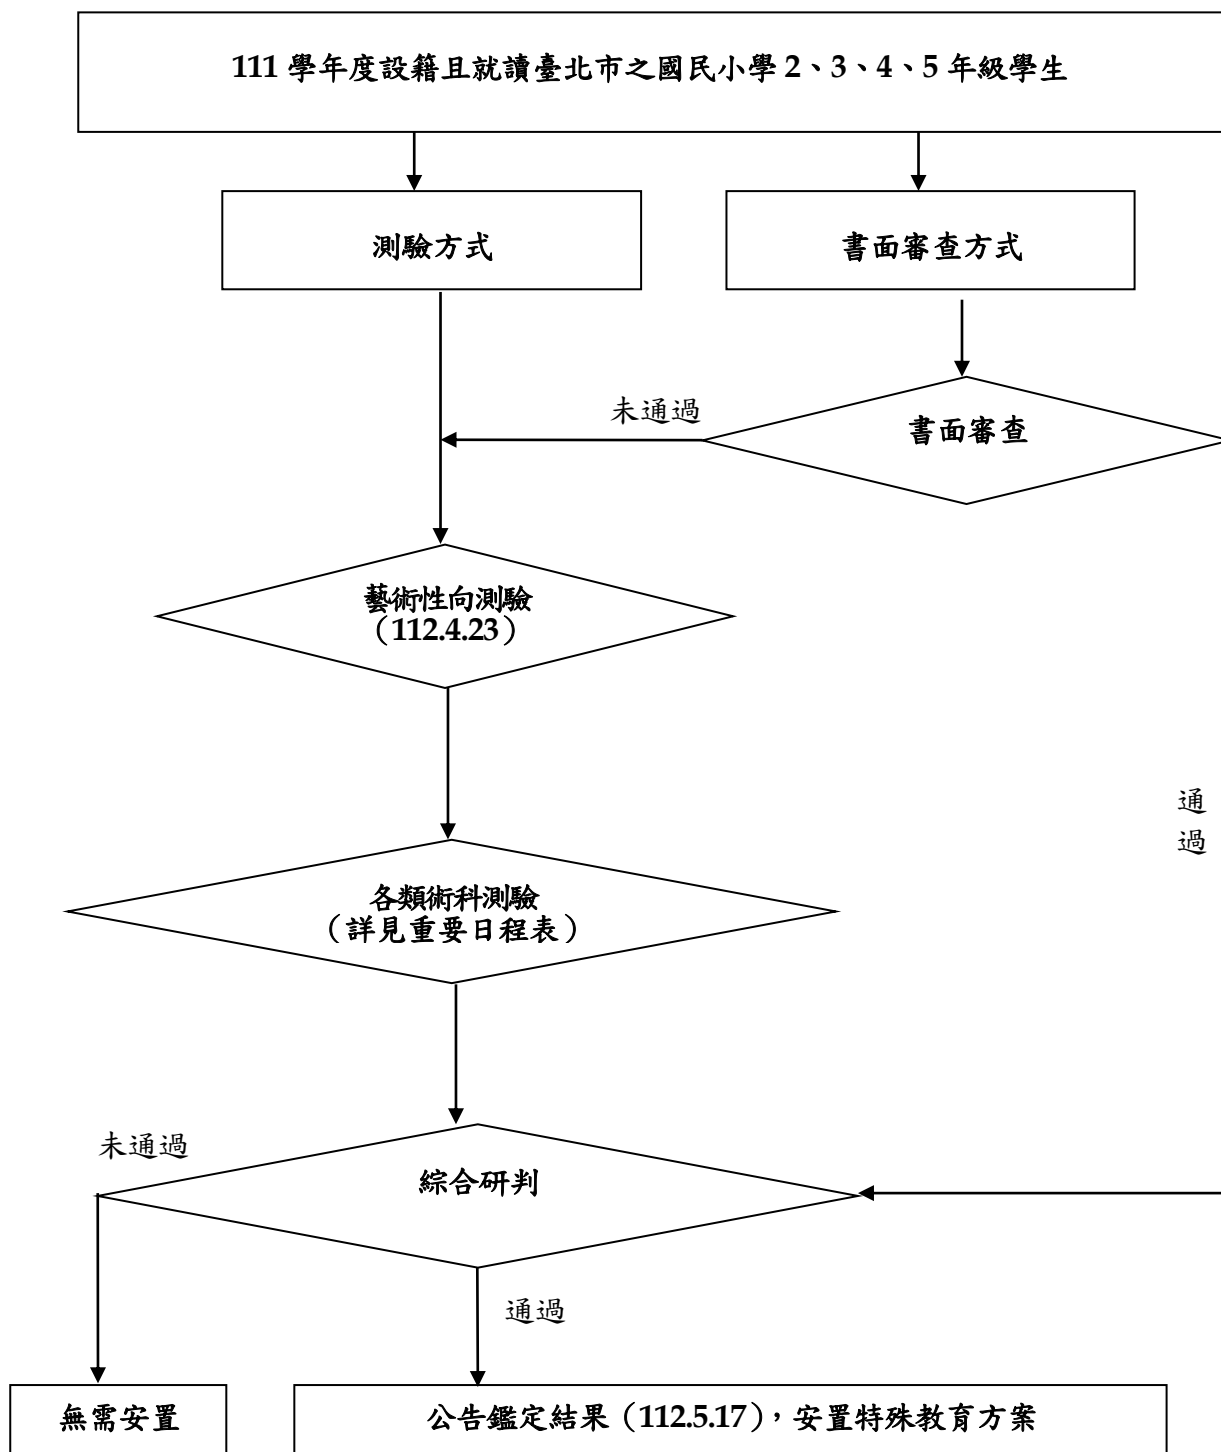 111 學年度設籍且就讀臺北市之國民小學 2、3、4、5 年級學生
測驗方式
書面審查方式
未通過
書面審查
藝術性向測驗
（112.4.23）
通
過
各類術科測驗
（詳見重要日程表）
未通過
綜合研判
通過
無需安置
公告鑑定結果（112.5.17），安置特殊教育方案